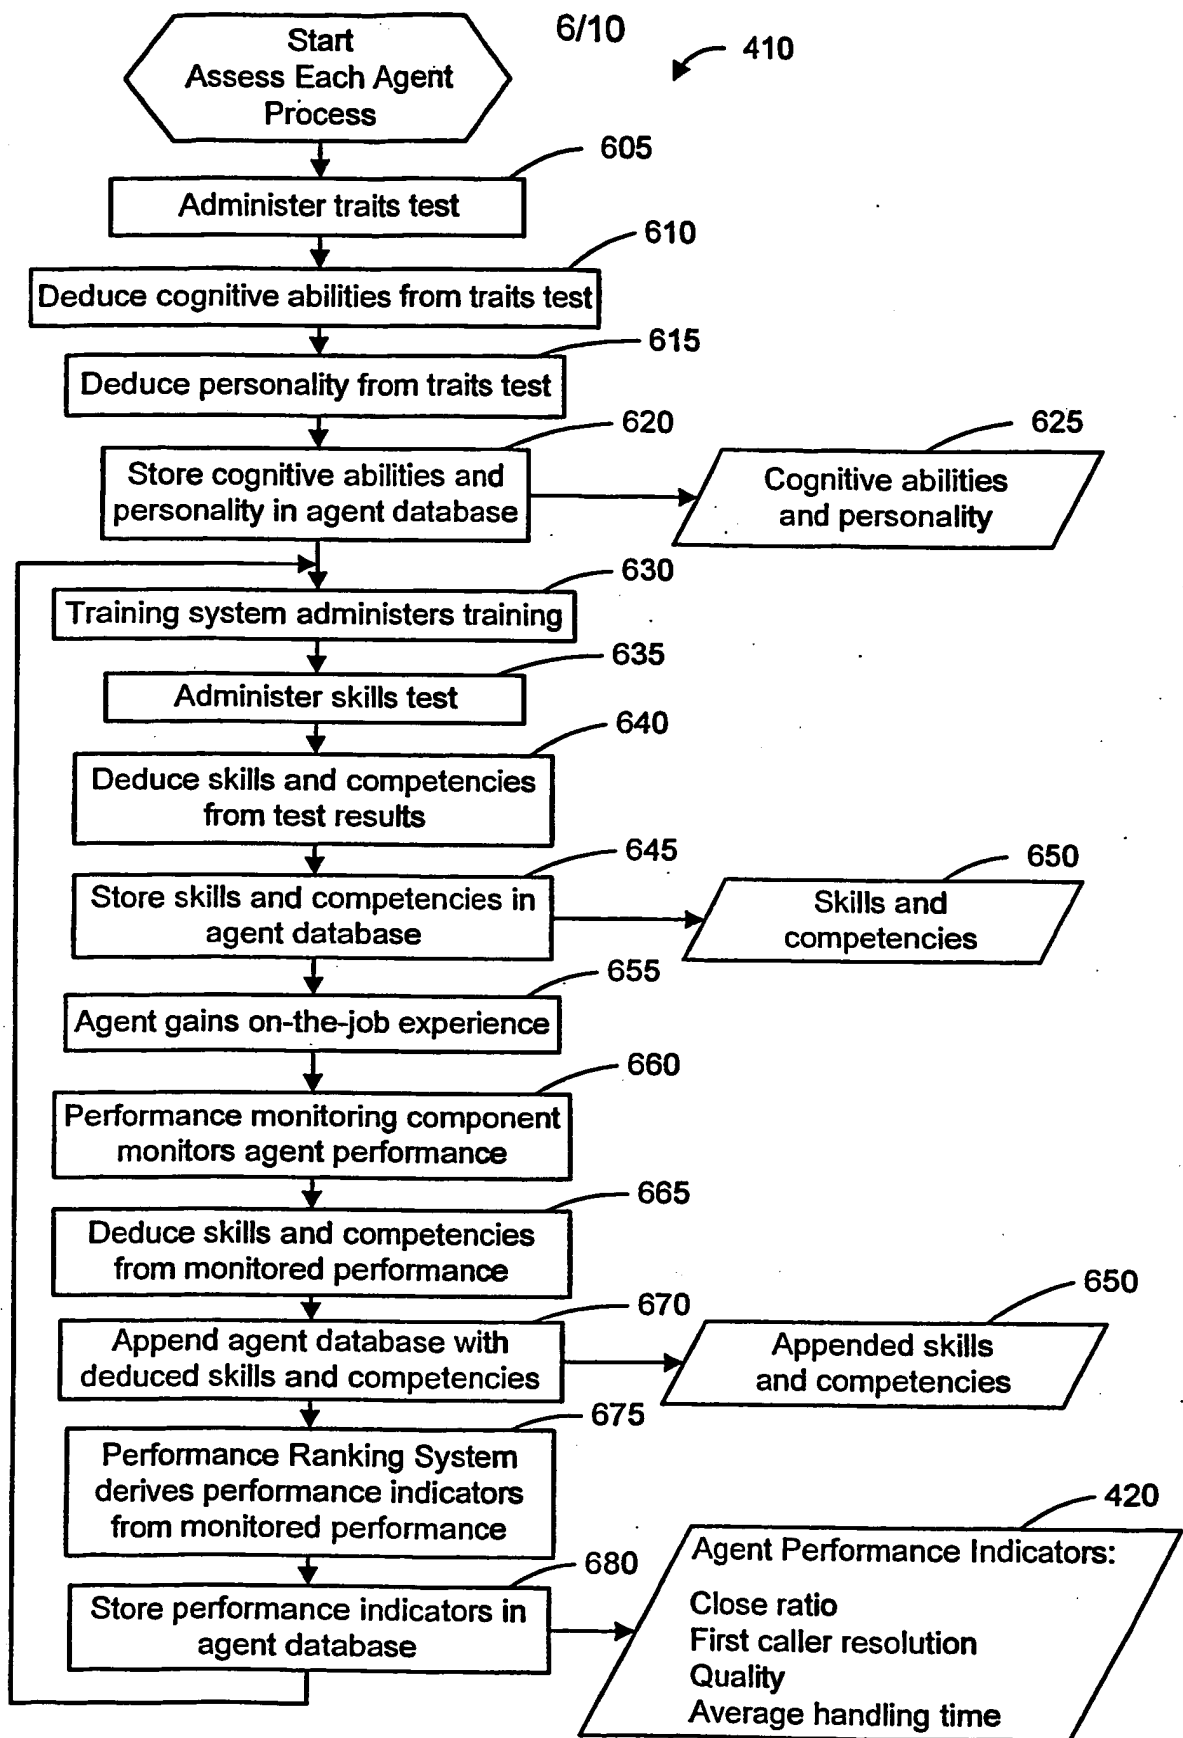 6/10
410
Start
Assess Each Agent
Process
605
Administer traits test
610
Deduce cognitive abilities from traits test
615
Deduce personality from traits test
620
Store cognitive abilities and
personality in agent database
625
Cognitive abilities
and personality
630
Training system administers training
635
Administer skills test
640
Deduce skills and competencies
from test results
645
Store skills and competencies in
agent database
650
Skills and
competencies
655
Agent gains on-the-job experience
660
Performance monitoring component
monitors agent performance
665
Deduce skills and competencies
from monitored performance
670
Append agent database with
deduced skills and competencies
650
Appended skills
and competencies
675
Performance Ranking System
derives performance indicators
from monitored performance
680
Store performance indicators in
agent database
420
Agent Performance Indicators:
Close ratio
First caller resolution
Quality
Average handling time